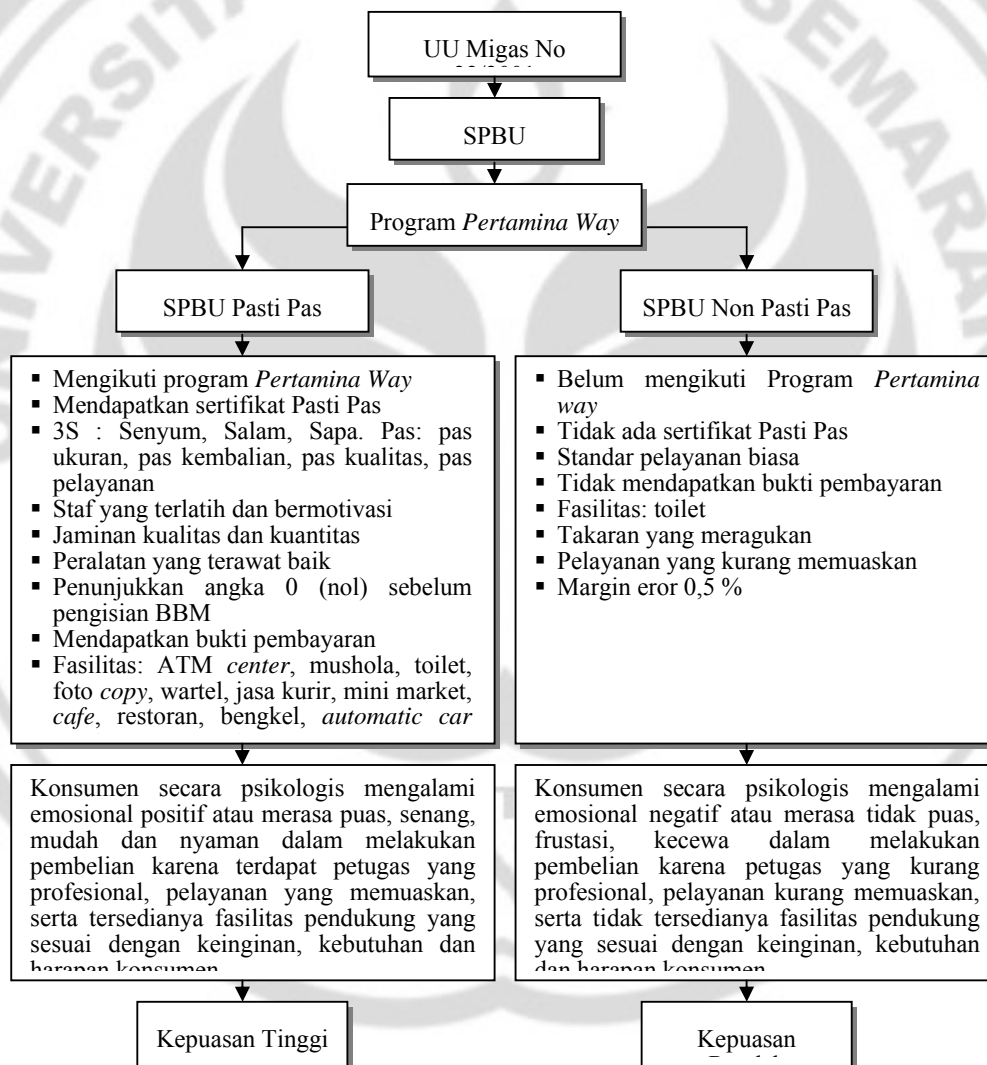 UU Migas No
SPBU
Program Pertamina Way
SPBU Pasti Pas
SPBU Non Pasti Pas
▪ Mengikuti program Pertamina Way
▪ Mendapatkan sertifikat Pasti Pas
▪ 3S : Senyum, Salam, Sapa. Pas: pas
ukuran, pas kembalian, pas kualitas, pas
pelayanan
▪ Staf yang terlatih dan bermotivasi
▪ Jaminan kualitas dan kuantitas
▪ Peralatan yang terawat baik
▪ Penunjukkan angka 0 (nol) sebelum
pengisian BBM
▪ Mendapatkan bukti pembayaran
▪ Fasilitas: ATM center, mushola, toilet,
foto copy, wartel, jasa kurir, mini market,
cafe, restoran, bengkel, automatic car
▪ Belum mengikuti Program Pertamina
way
▪ Tidak ada sertifikat Pasti Pas
▪ Standar pelayanan biasa
▪ Tidak mendapatkan bukti pembayaran
▪ Fasilitas: toilet
▪ Takaran yang meragukan
▪ Pelayanan yang kurang memuaskan
▪ Margin eror 0,5 %
Konsumen secara psikologis mengalami
emosional positif atau merasa puas, senang,
mudah dan nyaman dalam melakukan
pembelian karena terdapat petugas yang
profesional, pelayanan yang memuaskan,
serta tersedianya fasilitas pendukung yang
sesuai dengan keinginan, kebutuhan dan
harapan konsumen
Konsumen secara psikologis mengalami
emosional negatif atau merasa tidak puas,
frustasi, kecewa dalam melakukan
pembelian karena petugas yang kurang
profesional, pelayanan kurang memuaskan,
serta tidak tersedianya fasilitas pendukung
yang sesuai dengan keinginan, kebutuhan
dan harapan konsumen
Kepuasan Tinggi
Kepuasan